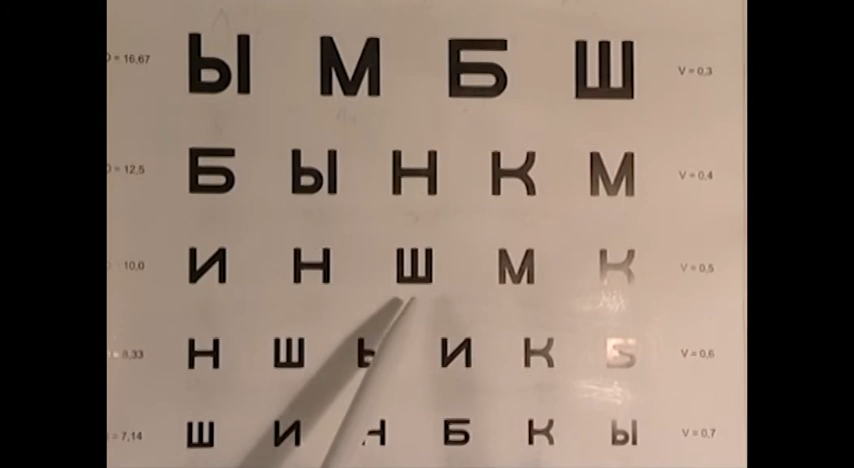 D = 16,67 Ы М Б Ш V = 0,3
D = 12,5 Б Ы Н К М V = 0,4
10,0 И Н Ш М К V = 0,5
8,33 Н Ш Ы И К Б V = 0,6
= 7,14 Ш И Н Б К Ы V = 0,7